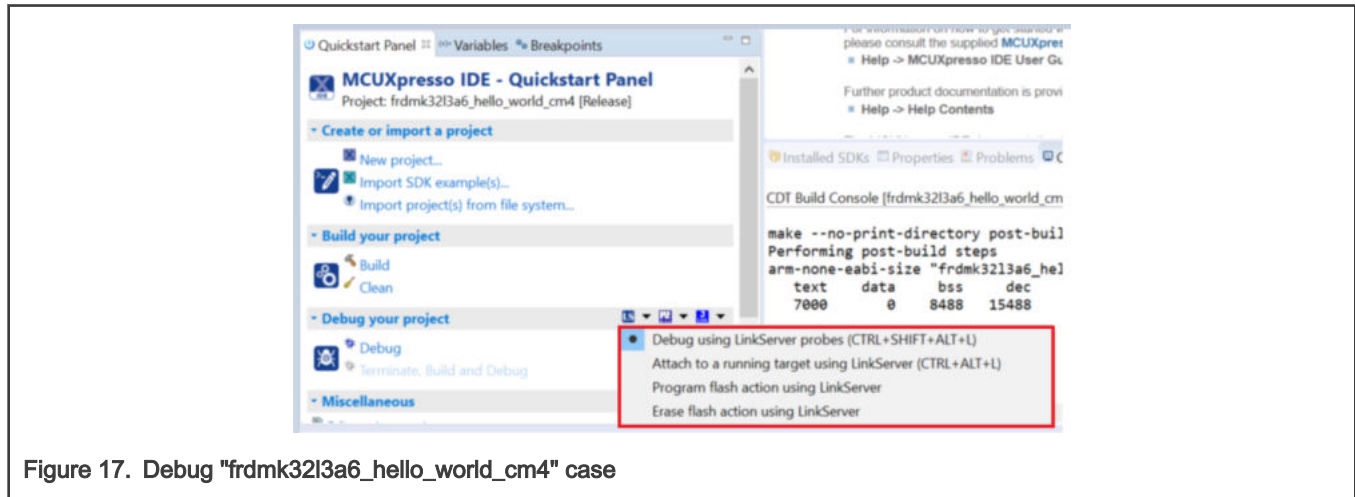 Quickstart Panel Variables Breakpoints
MCUXpresso IDE - Quickstart Panel
Project: frdmk32l3a6_hello_world_cm4 [Release]
Create or import a project
New project...
Import SDK example(s)...
Import project(s) from file system...
Build your project
Build
Clean
Debug your project
Debug
Terminate, Build and Debug
Miscellaneous
please consult the supplied MCUXpres
Help -> MCUXpresso IDE User Gu
Further product documentation is provi
Help -> Help Contents
Installed SDKs Properties Problems
CDT Build Console [frdmk32l3a6_hello_world_cm
make --no-print-directory post-buil
Performing post-build steps
arm-none-eabi-size "frdmk32l3a6_hel
text data bss dec
7000 0 8488 15488
Debug using LinkServer probes (CTRL+SHIFT+ALT+L)
Attach to a running target using LinkServer (CTRL+ALT+L)
Program flash action using LinkServer
Erase flash action using LinkServer
Figure 17. Debug "frdmk32l3a6_hello_world_cm4" case